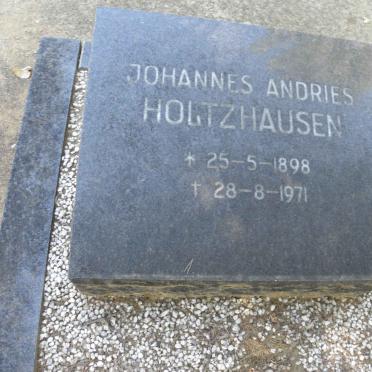 JOHANNES ANDRIES
HOLTZHAUSEN
* 25-5-1898
† 28-8-1971